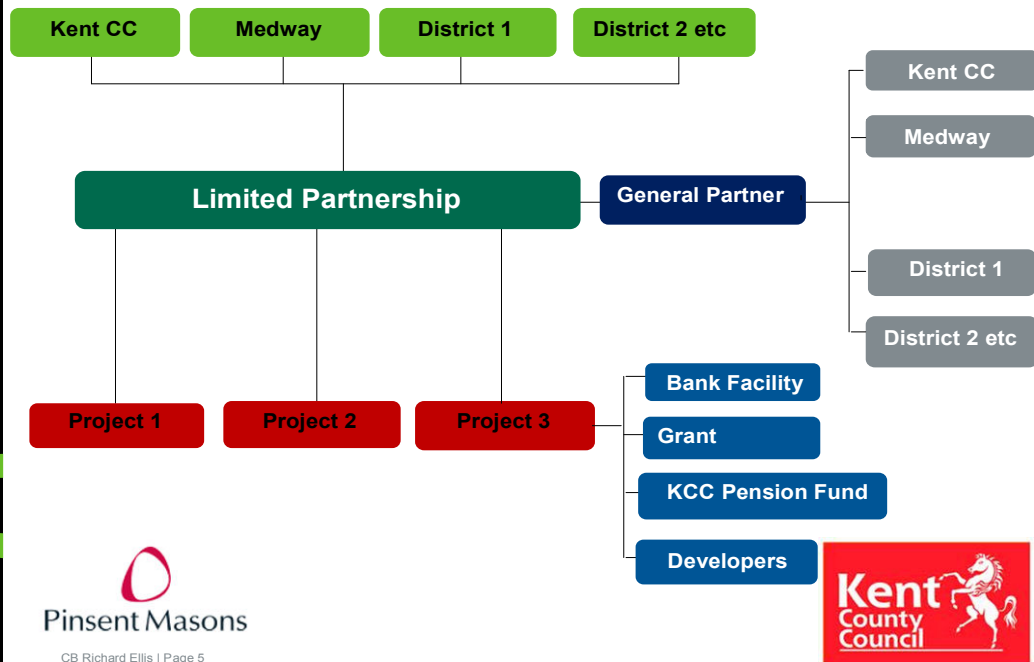 Kent CC
Medway
District 1
District 2 etc
Kent CC
Medway
Limited Partnership
General Partner
District 1
District 2 etc
Bank Facility
Project 1
Project 2
Project 3
Grant
KCC Pension Fund
Developers
Pinsent Masons
Kent
County
Council
CB Richard Ellis | Page 5